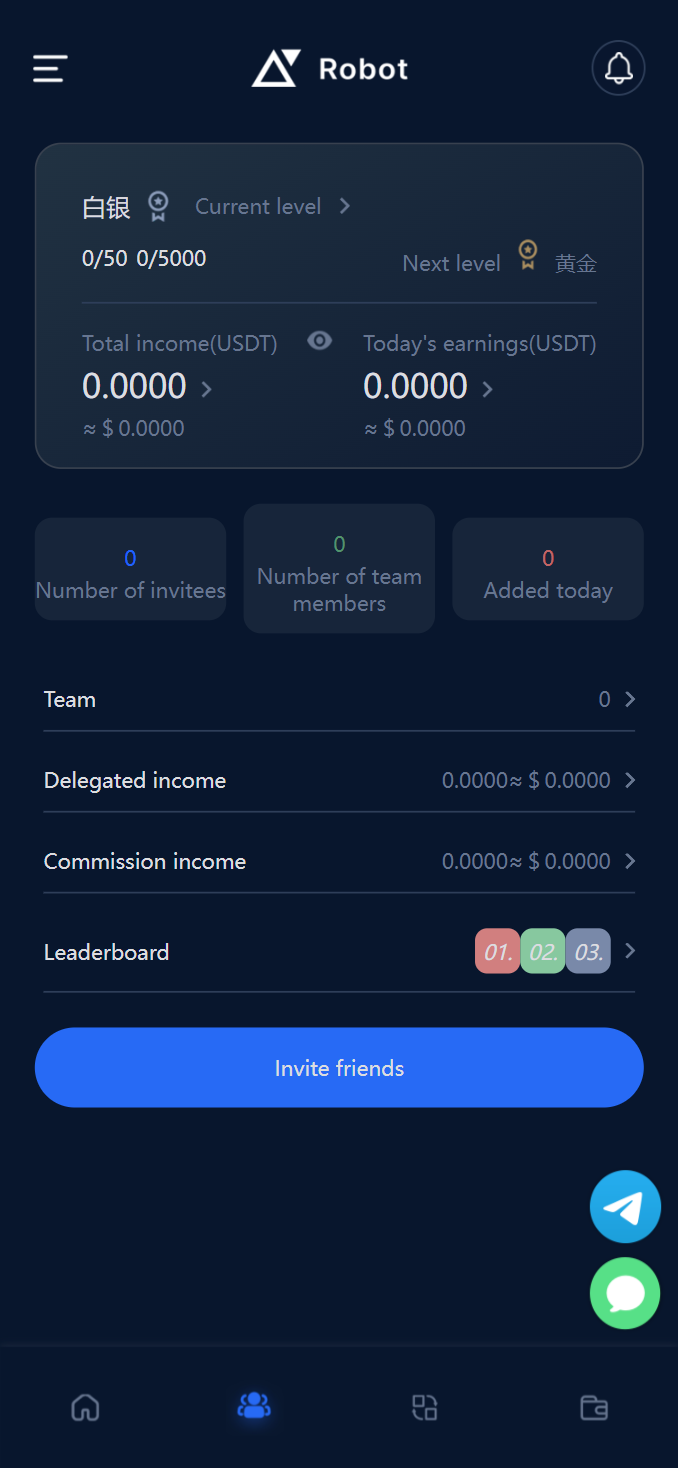 Robot
白银 Current level
0/50 0/5000
Next level 黄金
Total income(USDT) Today's earnings(USDT)
0.0000 0.0000
≈ $ 0.0000 ≈ $ 0.0000
0
Number of invitees
0
Number of team
members
0
Added today
Team 0
Delegated income 0.0000≈ $ 0.0000
Commission income 0.0000≈ $ 0.0000
Leaderboard 01. 02. 03.
Invite friends